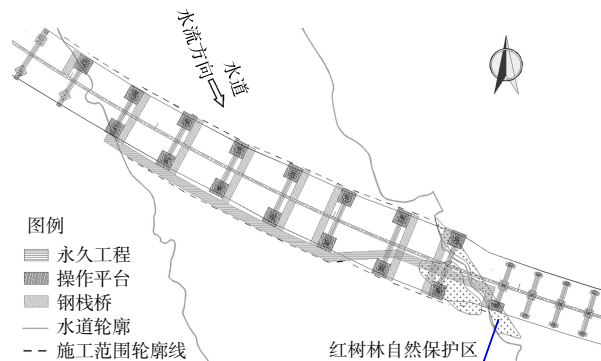 水流方向
水道
图例
永久工程
操作平台
钢栈桥
水道轮廓
施工范围轮廓线
红树林自然保护区